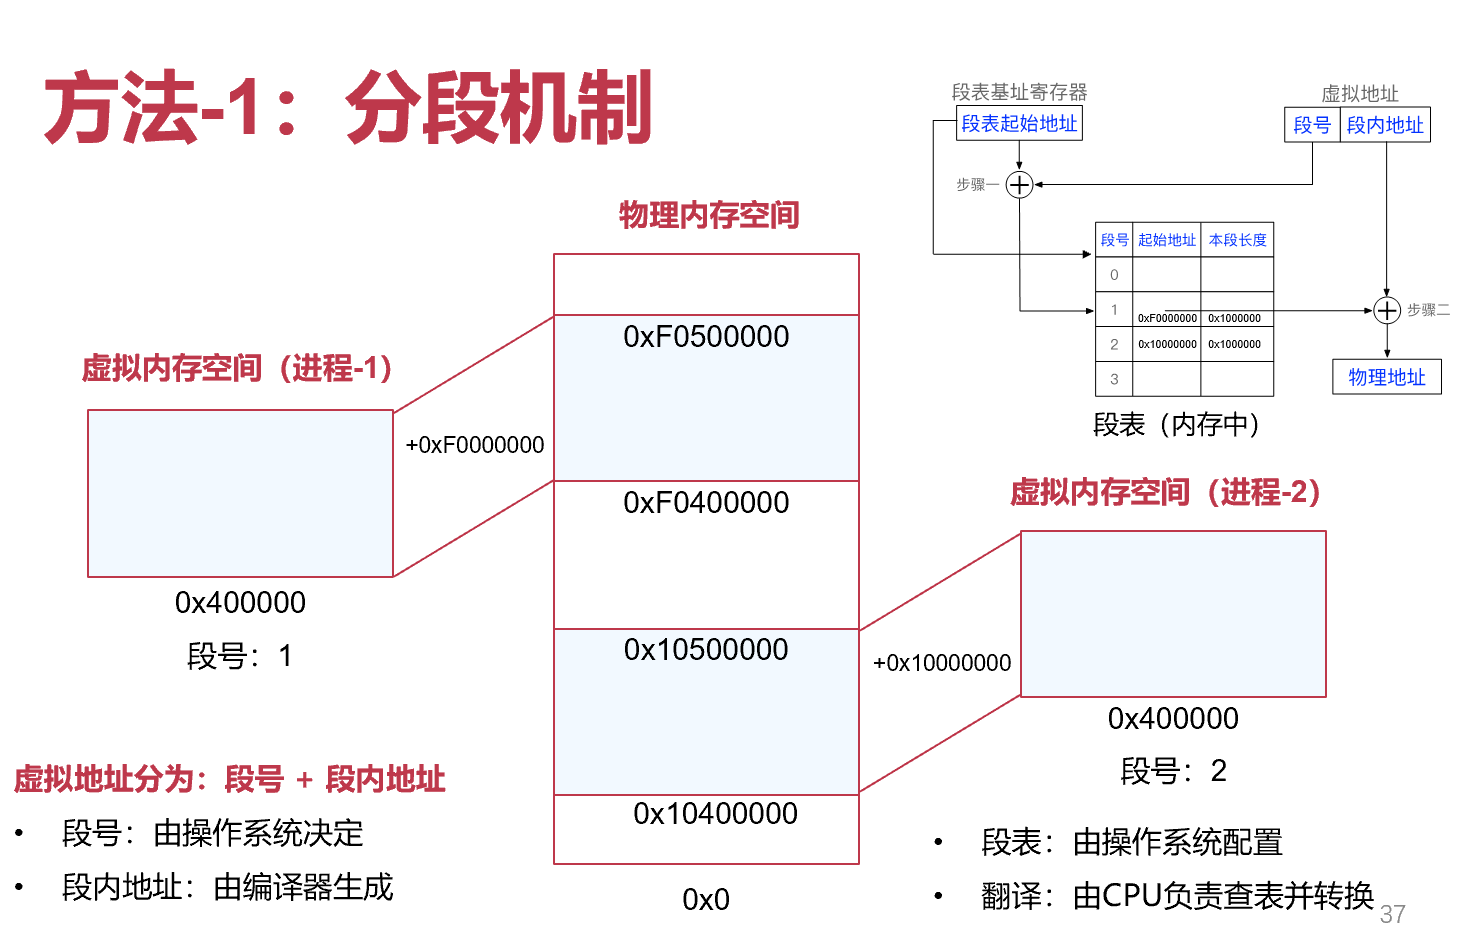 方法-1：分段机制
段表基址寄存器
段表起始地址
虚拟地址
段号 段内地址
步骤一
段号 起始地址 本段长度
0
1 0xF0000000 0x1000000
2 0x10000000 0x1000000
3
步骤二
物理地址
段表（内存中）
物理内存空间
0xF0500000
0xF0400000
0x10500000
0x10400000
0x0
虚拟内存空间（进程-1）
+0xF0000000
0x400000
段号：1
虚拟内存空间（进程-2）
+0x10000000
0x400000
段号：2
虚拟地址分为：段号 + 段内地址
• 段号：由操作系统决定
• 段内地址：由编译器生成
• 段表：由操作系统配置
• 翻译：由CPU负责查表并转换
37